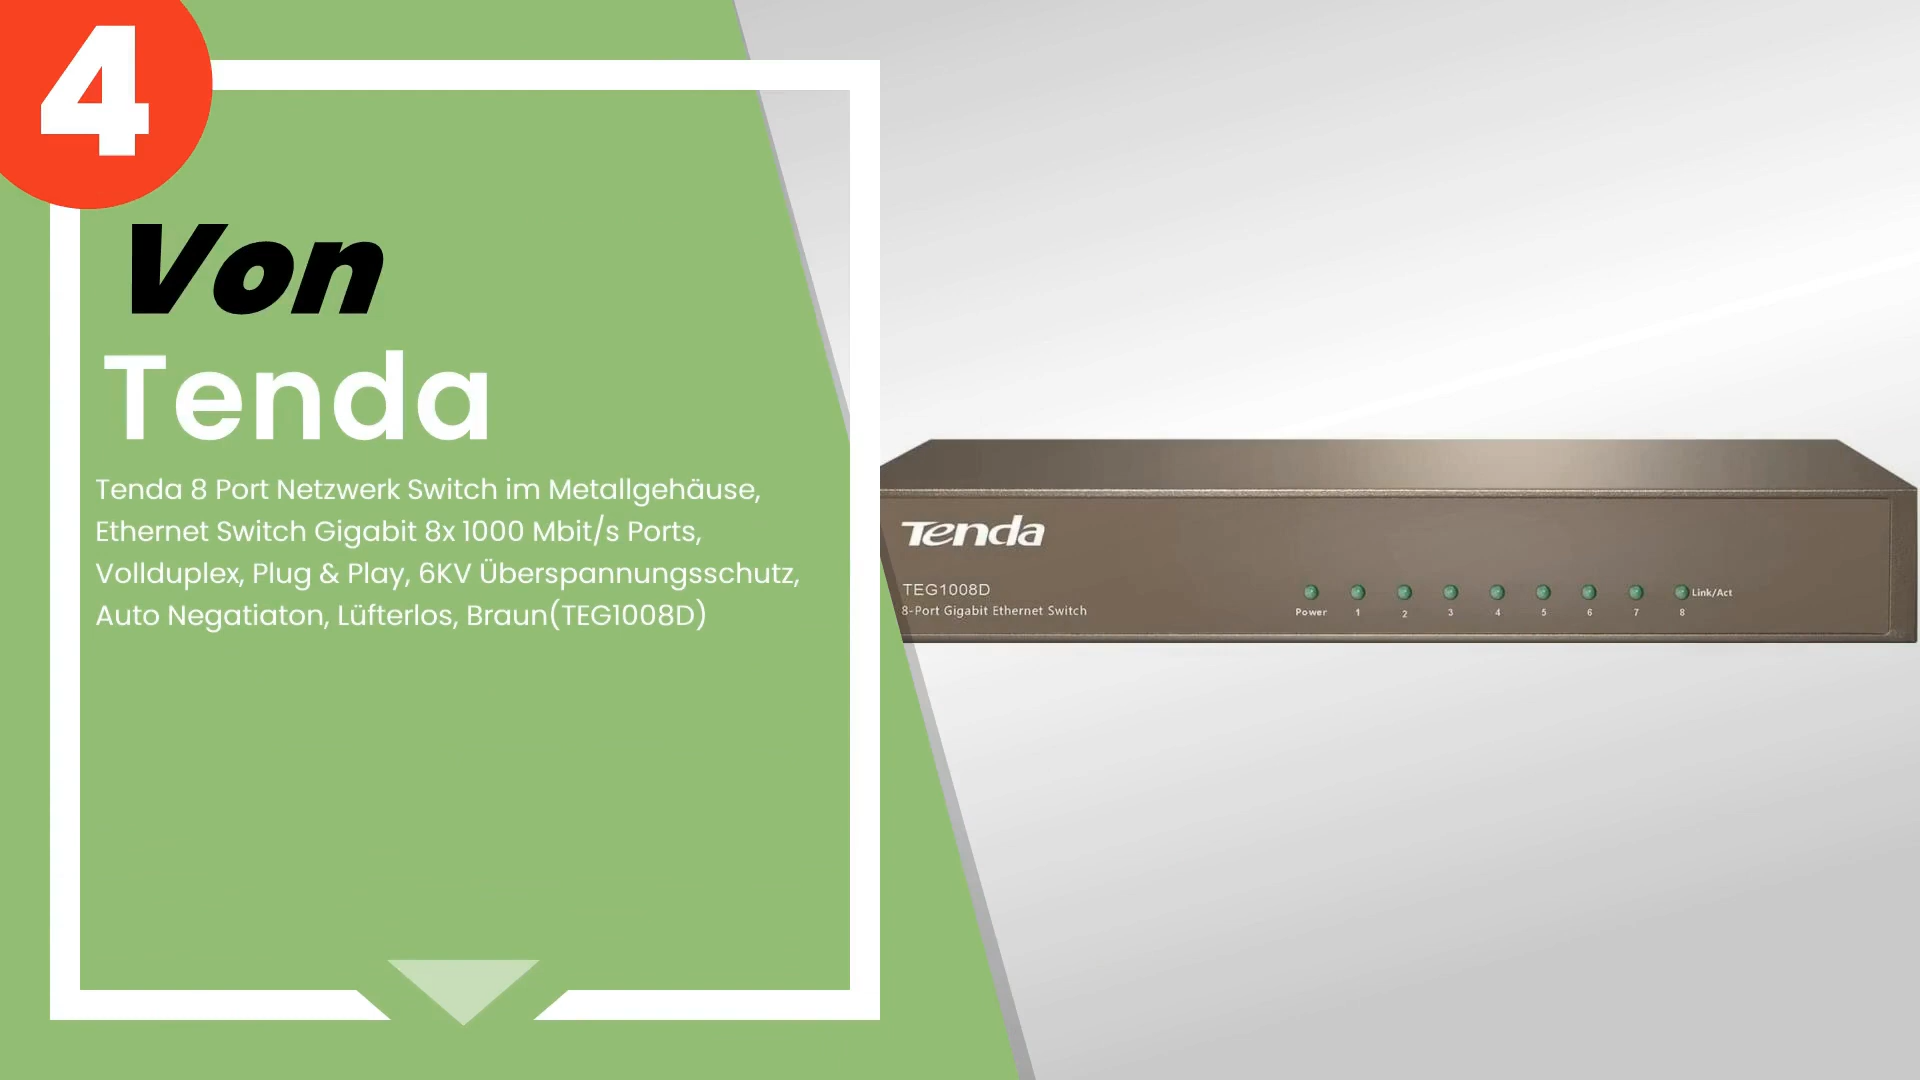 4
Von
Tenda
Tenda 8 Port Netzwerk Switch im Metallgehäuse,
Ethernet Switch Gigabit 8x 1000 Mbit/s Ports,
Vollduplex, Plug & Play, 6KV Überspannungsschutz,
Auto Negatiaton, Lüfterlos, Braun(TEG1008D)
Tenda
TEG1008D
8-Port Gigabit Ethernet Switch
Link/Act
Power 1 2 3 4 5 6 7 8